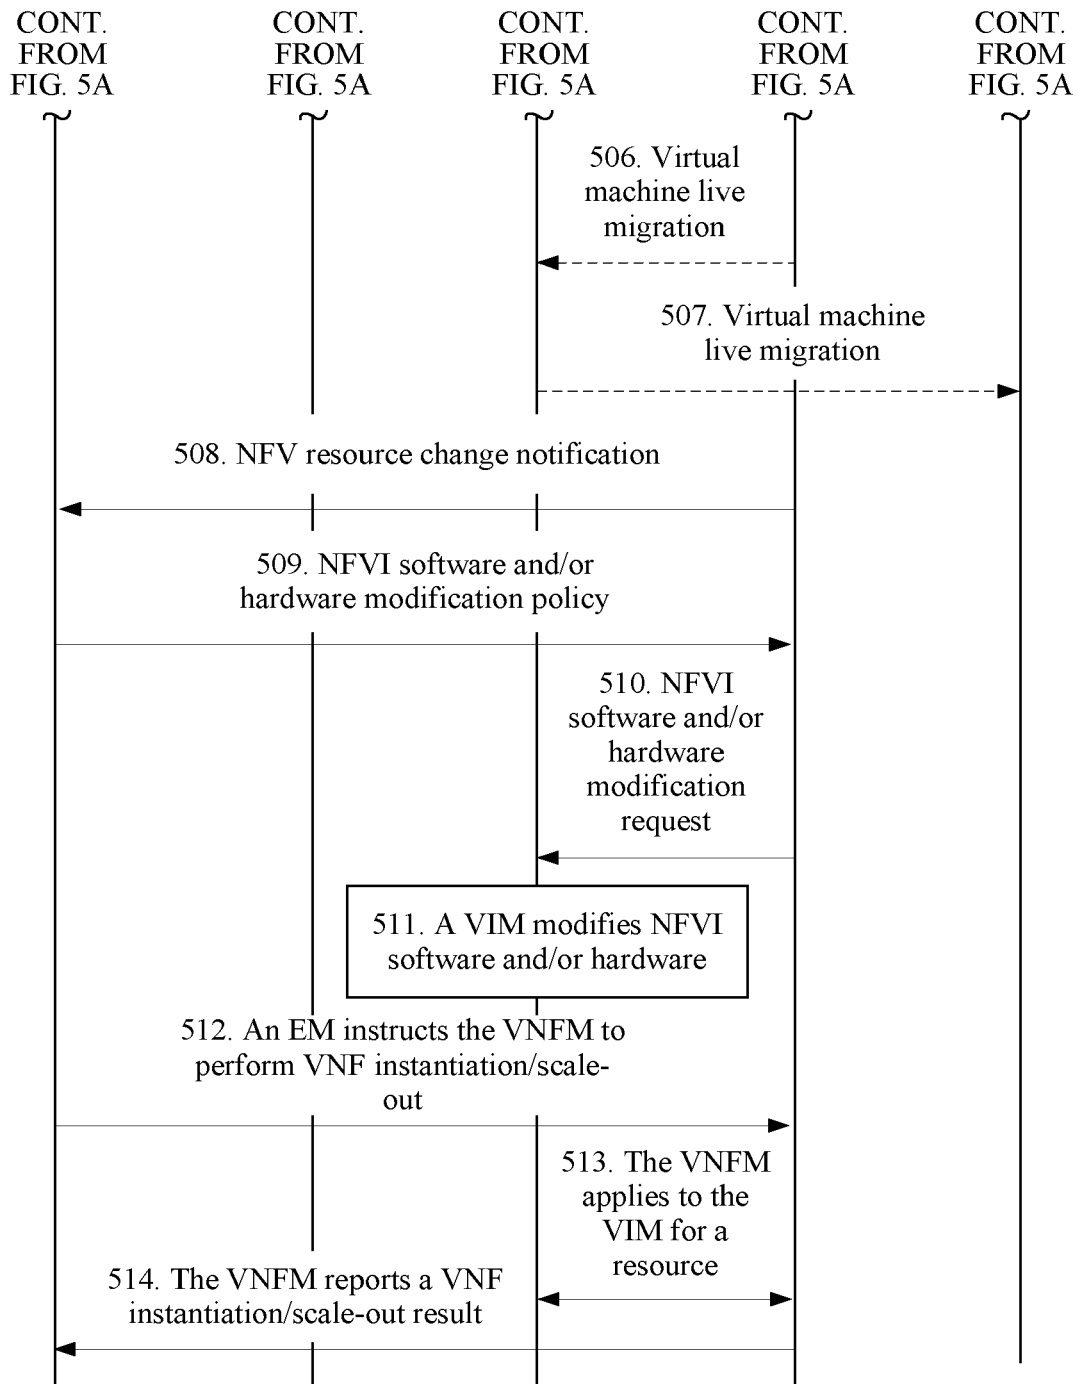 CONT.
FROM
FIG. 5A
CONT.
FROM
FIG. 5A
CONT.
FROM
FIG. 5A
CONT.
FROM
FIG. 5A
CONT.
FROM
FIG. 5A
506. Virtual
machine live
migration
507. Virtual machine
live migration
508. NFV resource change notification
509. NFVI software and/or
hardware modification policy
510. NFVI
software and/or
hardware
modification
request
511. A VIM modifies NFVI
software and/or hardware
512. An EM instructs the VNFM to
perform VNF instantiation/scale-
out
513. The VNFM
applies to the
VIM for a
resource
514. The VNFM reports a VNF
instantiation/scale-out result